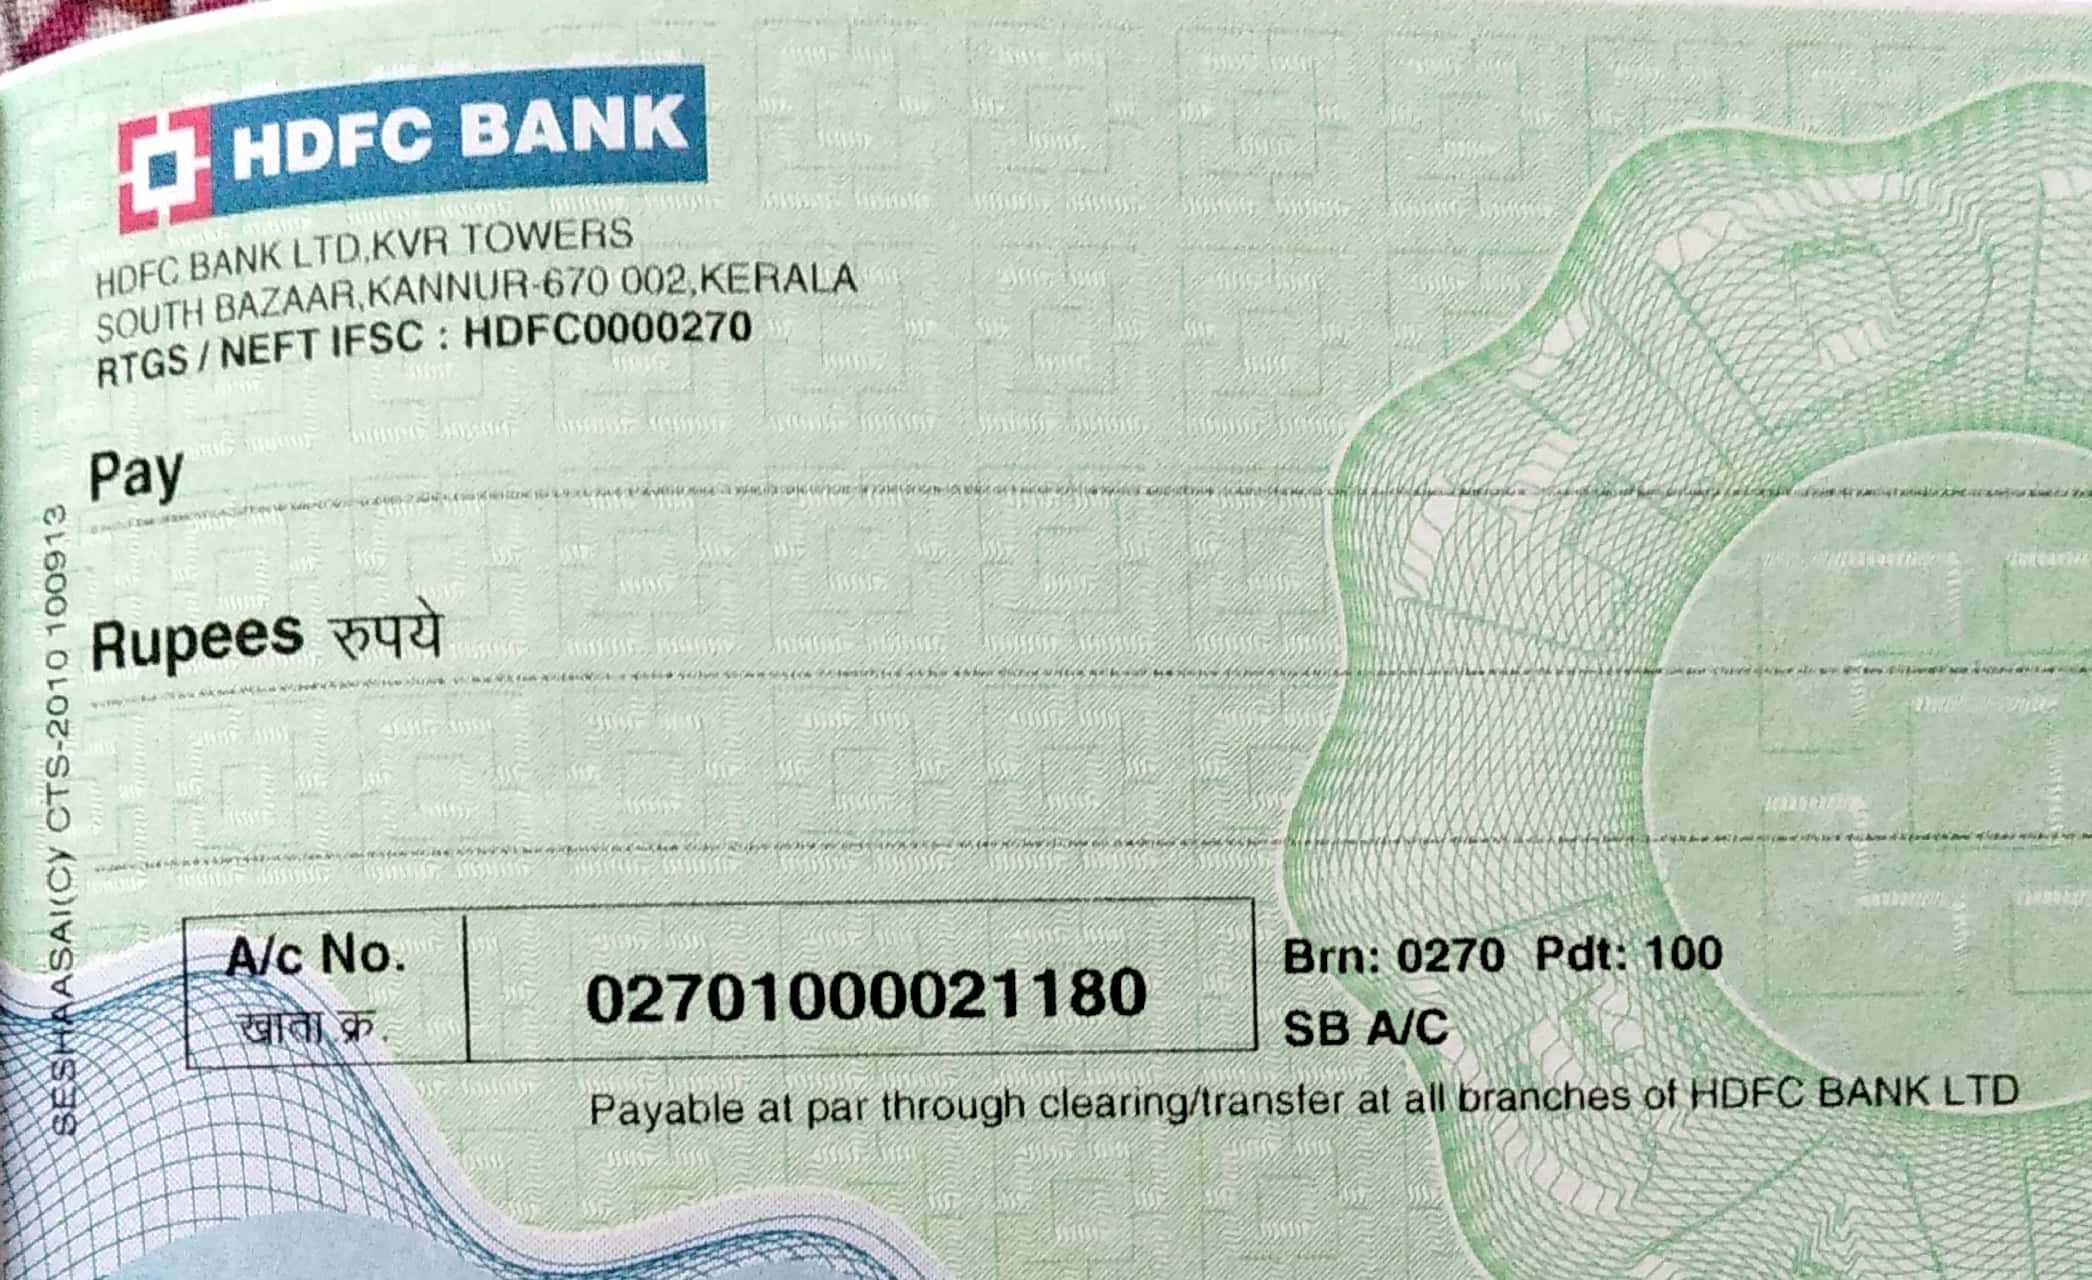 HDFC BANK
HDFC BANK LTD,KVR TOWERS
SOUTH BAZAAR,KANNUR-670 002,KERALA
RTGS / NEFT IFSC : HDFC0000270
Pay
Rupees रुपये
A/c No.
खाता क्र.
02701000021180
Brn: 0270 Pdt: 100
SB A/C
Payable at par through clearing/transfer at all branches of HDFC BANK LTD
SESHAASAI(C) CTS-2010 100913